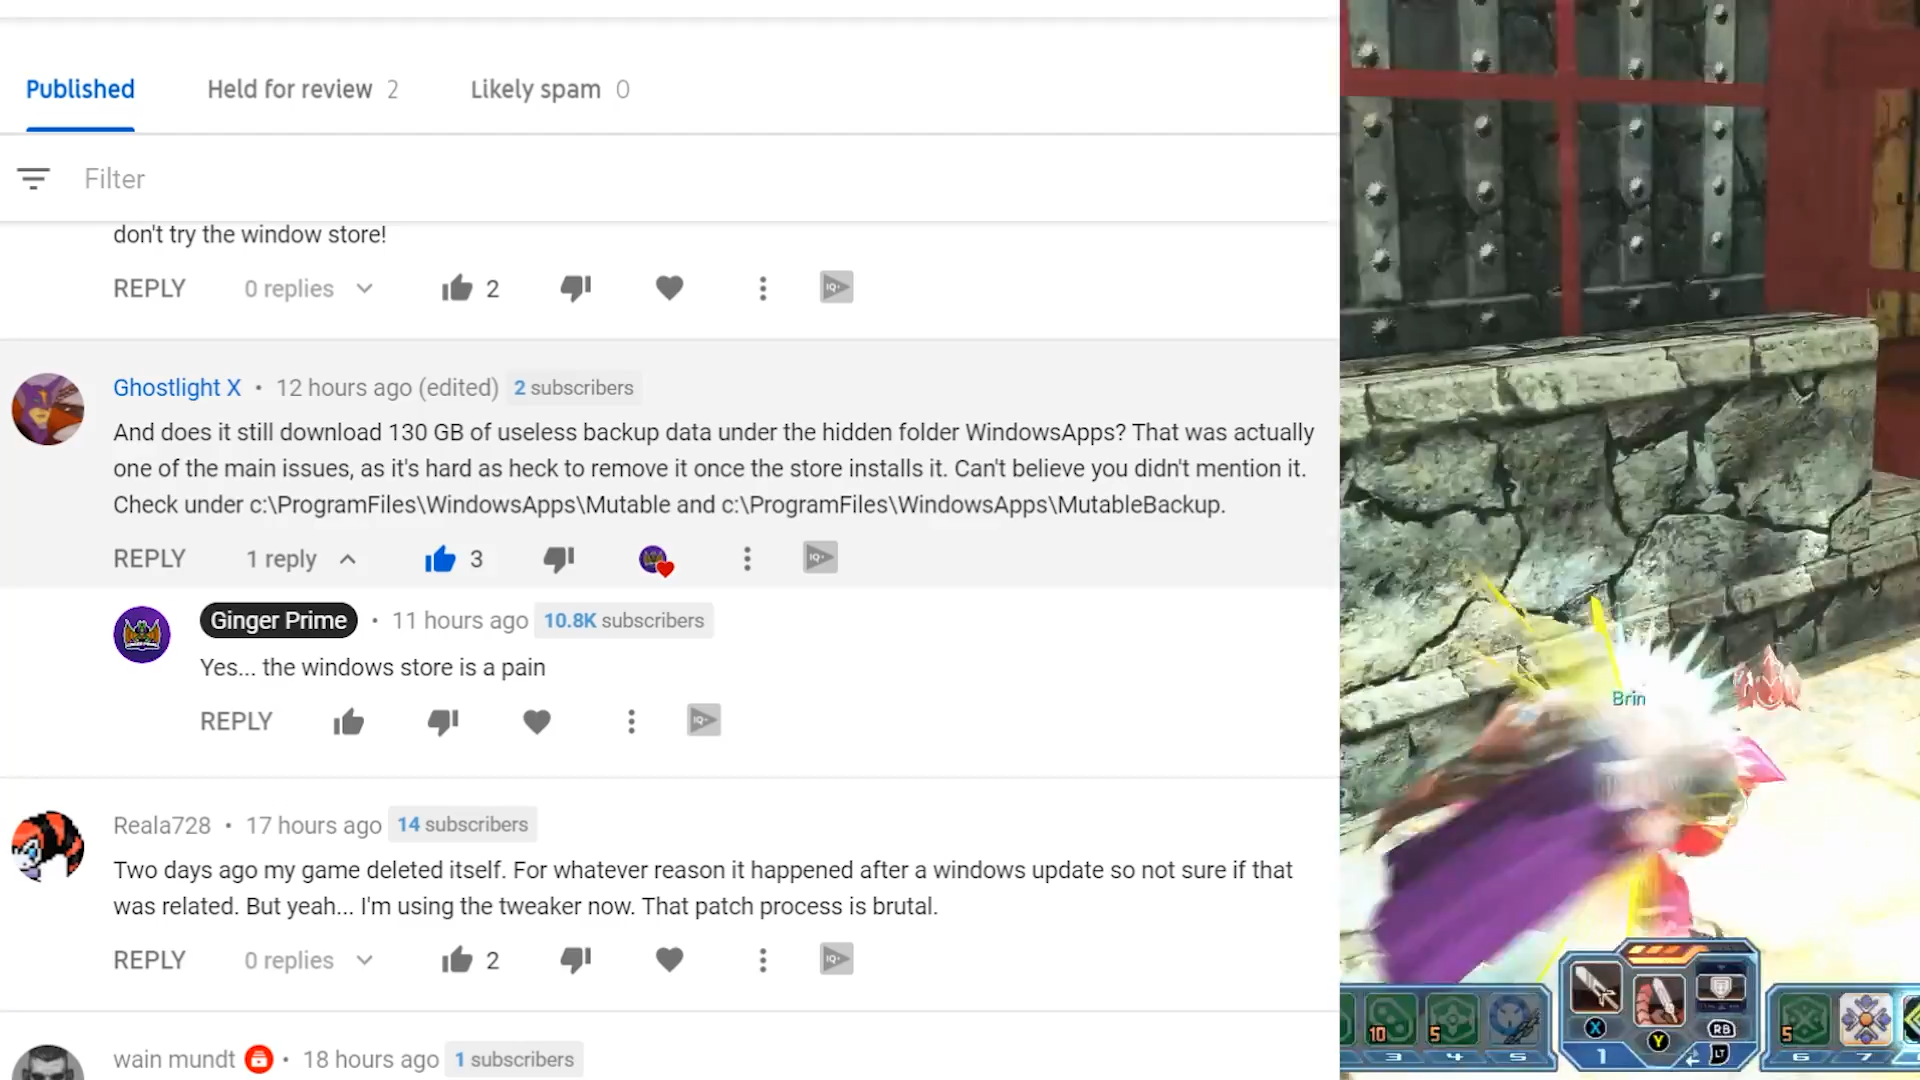 Published Held for review 2 Likely spam 0
Filter
don't try the window store!
REPLY 0 replies 2
Ghostlight X • 12 hours ago (edited) 2 subscribers
And does it still download 130 GB of useless backup data under the hidden folder WindowsApps? That was actually
one of the main issues, as it's hard as heck to remove it once the store installs it. Can't believe you didn't mention it.
Check under c:\ProgramFiles\WindowsApps\Mutable and c:\ProgramFiles\WindowsApps\MutableBackup.
REPLY 1 reply 3
Ginger Prime • 11 hours ago 10.8K subscribers
Yes... the windows store is a pain
REPLY
Reala728 • 17 hours ago 14 subscribers
Two days ago my game deleted itself. For whatever reason it happened after a windows update so not sure if that
was related. But yeah... I'm using the tweaker now. That patch process is brutal.
REPLY 0 replies 2
wain mundt • 18 hours ago 1 subscribers
Brin
10 5 X Y RB 5
3 4 5 1 LT 6 7